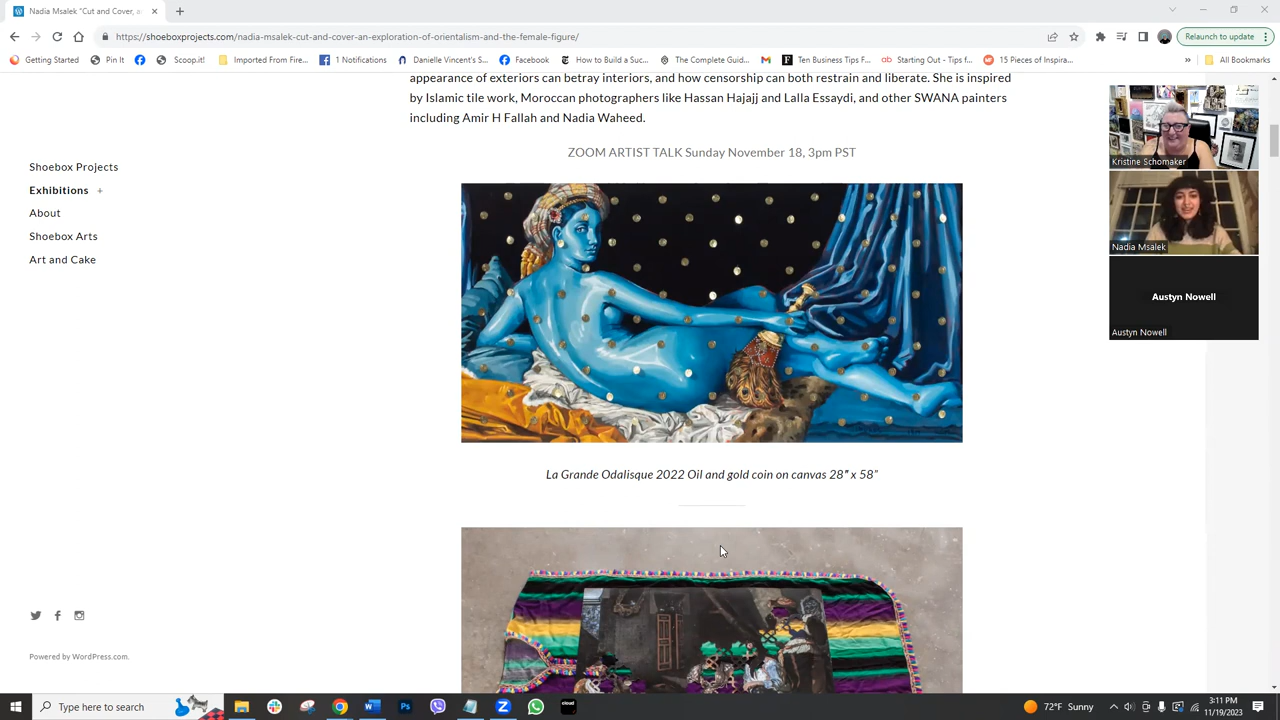 Nadia Msalek "Cut and Cover, a
https://shoeboxprojects.com/nadia-msalek-cut-and-cover-an-exploration-of-orientalism-and-the-female-figure/
Relaunch to update
Getting Started
Pin It
Scoop.it!
Imported From Fire...
1 Notifications
Danielle Vincent's S...
Facebook
How to Build a Suc...
The Complete Guid...
Ten Business Tips F...
Starting Out - Tips f...
15 Pieces of Inspira...
»
All Bookmarks
appearance of exteriors can betray interiors, and how censorship can both restrain and liberate. She is inspired
by Islamic tile work, Moroccan photographers like Hassan Hajajj and Lalla Essaydi, and other SWANA painters
including Amir H Fallah and Nadia Waheed.
ZOOM ARTIST TALK Sunday November 18, 3pm PST
Shoebox Projects
Exhibitions +
About
Shoebox Arts
Art and Cake
Kristine Schomaker
Nadia Msalek
Austyn Nowell
Austyn Nowell
La Grande Odalisque 2022 Oil and gold coin on canvas 28" x 58"
Powered by WordPress.com.
Type here to search
cloud
72°F Sunny
3:11 PM
11/19/2023